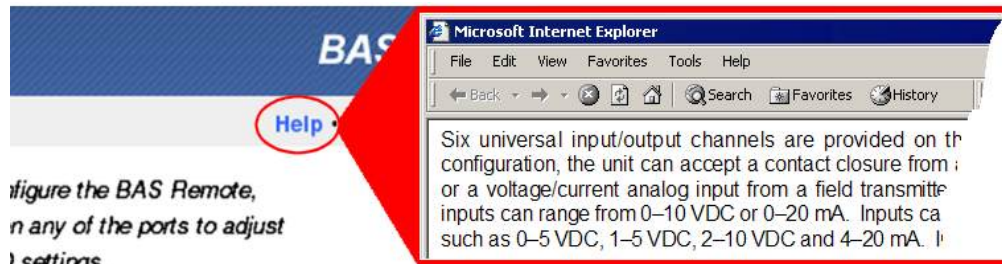 BAS
Help •
nfigure the BAS Remote,
n any of the ports to adjust
settings
Microsoft Internet Explorer
File Edit View Favorites Tools Help
Back Search Favorites History
Six universal input/output channels are provided on th
configuration, the unit can accept a contact closure from
or a voltage/current analog input from a field transmitte
inputs can range from 0–10 VDC or 0–20 mA. Inputs ca
such as 0–5 VDC, 1–5 VDC, 2–10 VDC and 4–20 mA. I